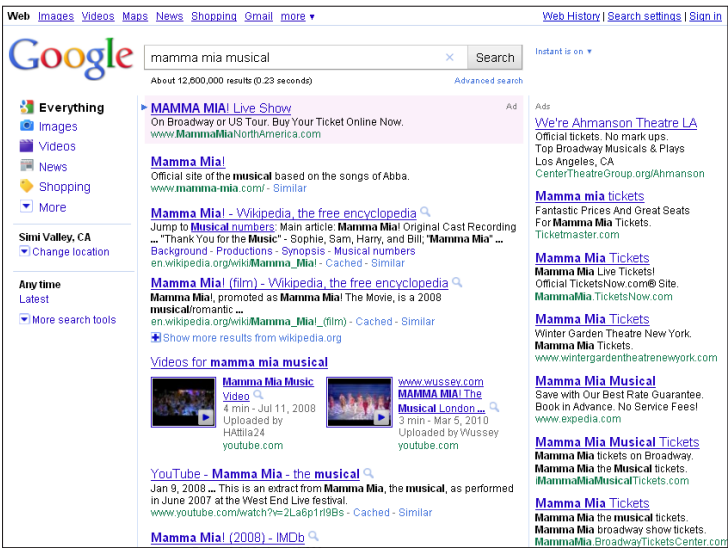 Web Images Videos Maps News Shopping Gmail more ▼
Web History | Search settings | Sign in
Google
mamma mia musical
× Search
Instant is on ▼
About 12,600,000 results (0.23 seconds)
Advanced search
Everything
Images
Videos
News
Shopping
More
Simi Valley, CA
Change location
Any time
Latest
More search tools
MAMMA MIA! Live Show
Ad
On Broadway or US Tour. Buy Your Ticket Online Now.
www.MammaMiaNorthAmerica.com
Mamma Mia!
Official site of the musical based on the songs of Abba.
www.mamma-mia.com/ - Similar
Mamma Mia! - Wikipedia, the free encyclopedia
Jump to Musical numbers: Main article: Mamma Mia! Original Cast Recording
... "Thank You for the Music" - Sophie, Sam, Harry, and Bill; "Mamma Mia" ...
Background - Productions - Synopsis - Musical numbers
en.wikipedia.org/wiki/Mamma_Mia! - Cached - Similar
Mamma Mia! (film) - Wikipedia, the free encyclopedia
Mamma Mia!, promoted as Mamma Mia! The Movie, is a 2008
musical/romantic ...
en.wikipedia.org/wiki/Mamma_Mia!_(film) - Cached - Similar
Show more results from wikipedia.org
Videos for mamma mia musical
Mamma Mia Music
Video
4 min - Jul 11, 2008
Uploaded by
HAttila24
youtube.com
www.wussey.com
MAMMA MIA! The
Musical London ...
3 min - Mar 5, 2010
Uploaded by Wussey
youtube.com
YouTube - Mamma Mia - the musical
Jan 9, 2008 ... This is an extract from Mamma Mia, the musical, as performed
in June 2007 at the West End Live festival.
www.youtube.com/watch?v=2La6p1rI9Bs - Cached - Similar
Mamma Mia! (2008) - IMDb
Ads
We're Ahmanson Theatre LA
Official tickets. No mark ups.
Top Broadway Musicals & Plays
Los Angeles, CA
CenterTheatreGroup.org/Ahmanson
Mamma mia tickets
Fantastic Prices And Great Seats
For Mamma Mia Tickets.
Ticketmaster.com
Mamma Mia Tickets
Mamma Mia Live Tickets!
Official TicketsNow.com® Site.
MammaMia.TicketsNow.com
Mamma Mia Tickets
Winter Garden Theatre New York.
Mamma Mia Tickets.
www.wintergardentheatrenewyork.com
Mamma Mia Musical
Save with Our Best Rate Guarantee.
Book in Advance. No Service Fees!
www.expedia.com
Mamma Mia Musical Tickets
Mamma Mia tickets on Broadway.
Mamma Mia the Musical tickets.
iMammaMiaMusicalTickets.com
Mamma Mia Tickets
Mamma Mia the musical tickets.
Mamma Mia broadway show tickets.
MammaMia.BroadwayTicketsCenter.com